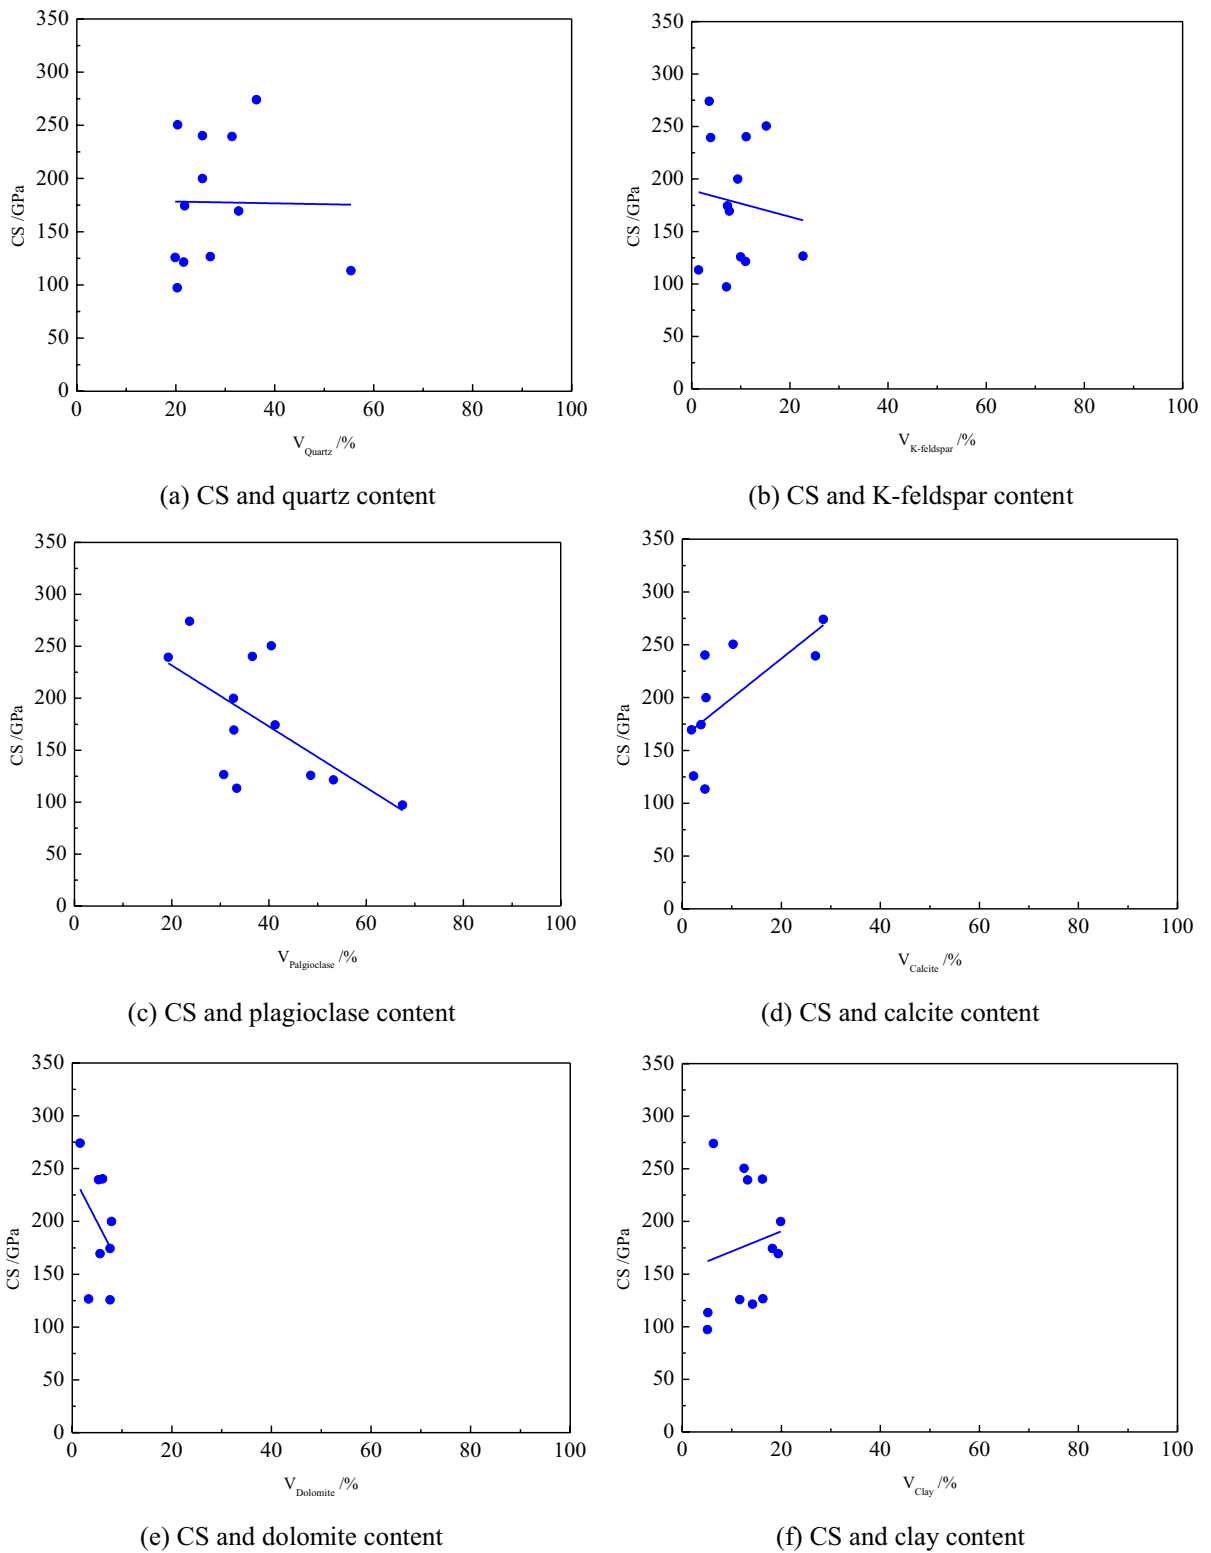 350
300
250
200
150
100
50
0
CS /GPa
0 20 40 60 80 100
V Quartz /%
(a) CS and quartz content
350
300
250
200
150
100
50
0
CS /GPa
0 20 40 60 80 100
V K-feldspar /%
(b) CS and K-feldspar content
350
300
250
200
150
100
50
0
CS /GPa
0 20 40 60 80 100
V Palgioclase /%
(c) CS and plagioclase content
350
300
250
200
150
100
50
0
CS /GPa
0 20 40 60 80 100
V Calcite /%
(d) CS and calcite content
350
300
250
200
150
100
50
0
CS /GPa
0 20 40 60 80 100
V Dolomite /%
(e) CS and dolomite content
350
300
250
200
150
100
50
0
CS /GPa
0 20 40 60 80 100
V Clay /%
(f) CS and clay content